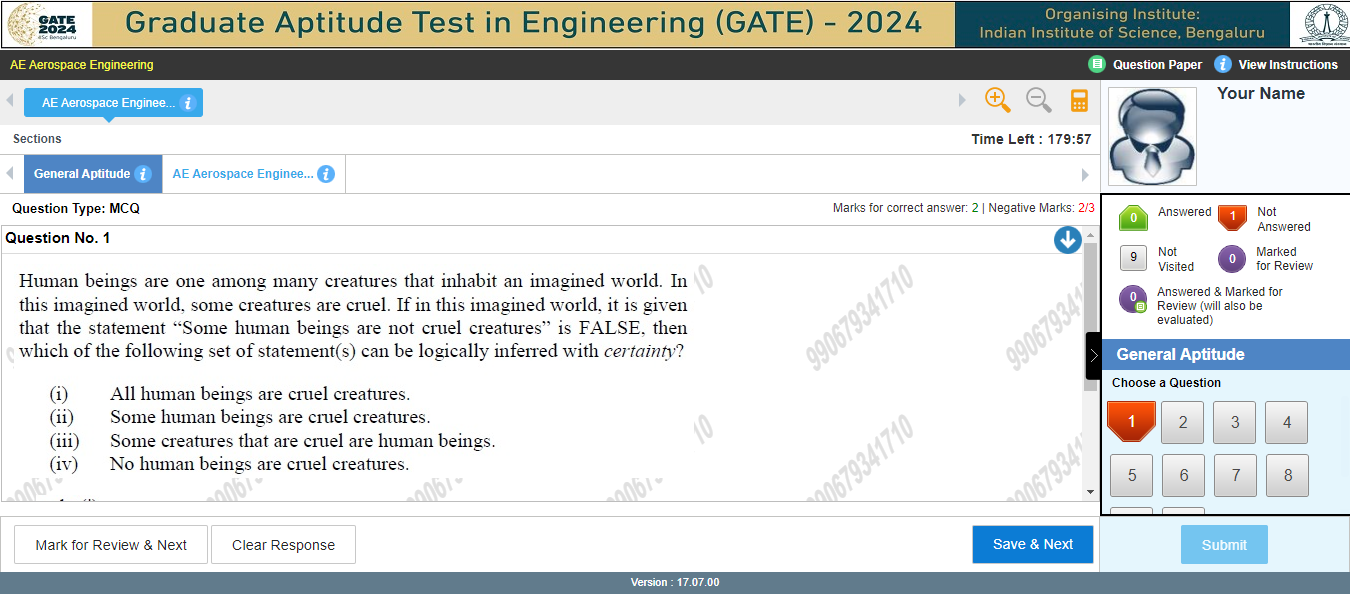 GATE
2024
IISc Bengaluru
Graduate Aptitude Test in Engineering (GATE) - 2024
Organising Institute:
Indian Institute of Science, Bengaluru
AE Aerospace Engineering
Question Paper
View Instructions
AE Aerospace Enginee...
Your Name
Sections
Time Left : 179:57
General Aptitude
AE Aerospace Enginee...
Question Type: MCQ
Marks for correct answer: 2 | Negative Marks: 2/3
0 Answered
1 Not Answered
9 Not Visited
0 Marked for Review
0 Answered & Marked for
Review (will also be
evaluated)
Question No. 1
Human beings are one among many creatures that inhabit an imagined world. In
this imagined world, some creatures are cruel. If in this imagined world, it is given
that the statement “Some human beings are not cruel creatures” is FALSE, then
which of the following set of statement(s) can be logically inferred with certainty?
(i) All human beings are cruel creatures.
(ii) Some human beings are cruel creatures.
(iii) Some creatures that are cruel are human beings.
(iv) No human beings are cruel creatures.
990679341710
990679341710
General Aptitude
Choose a Question
1 2 3 4
5 6 7 8
Mark for Review & Next
Clear Response
Save & Next
Submit
Version : 17.07.00